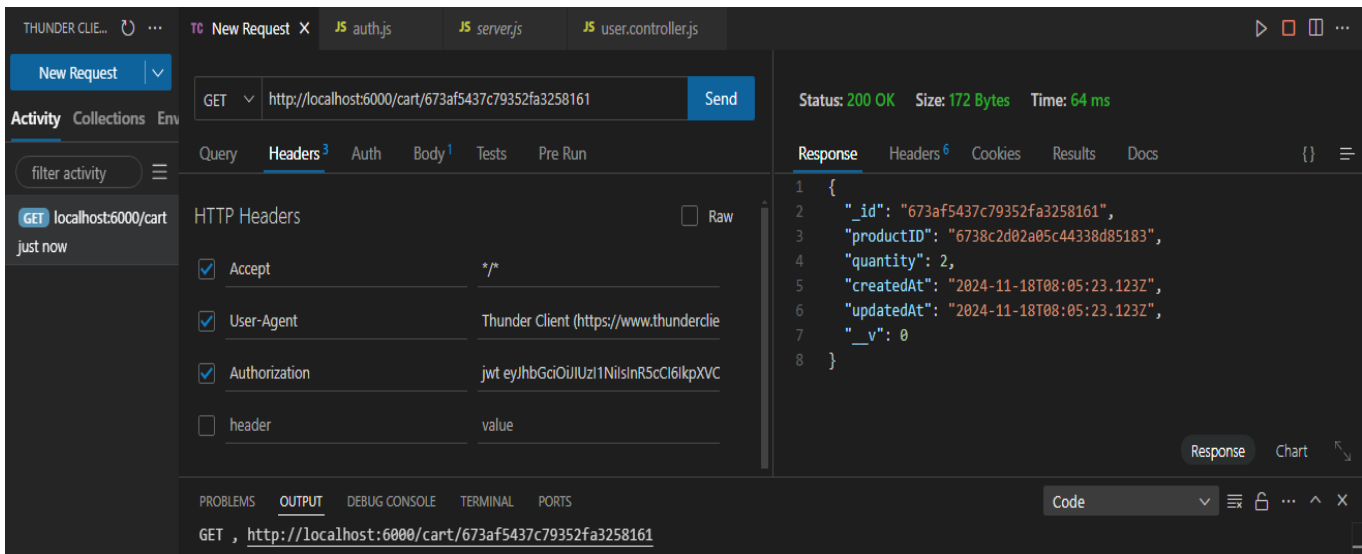 THUNDER CLIE... ···
TC New Request X JS auth.js JS server.js JS user.controller.js ···
New Request
GET http://localhost:6000/cart/673af5437c79352fa3258161 Send
Status: 200 OK Size: 172 Bytes Time: 64 ms
Activity Collections Env
Query Headers 3 Auth Body 1 Tests Pre Run
Response Headers 6 Cookies Results Docs {}
filter activity
GET localhost:6000/cart
just now
HTTP Headers Raw
Accept */*
User-Agent Thunder Client (https://www.thunderclie
Authorization jwt eyJhbGciOiJIUzI1NiIsInR5cCI6IkpXVC
header value
1 {
2 "_id": "673af5437c79352fa3258161",
3 "productID": "6738c2d02a05c44338d85183",
4 "quantity": 2,
5 "createdAt": "2024-11-18T08:05:23.123Z",
6 "updatedAt": "2024-11-18T08:05:23.123Z",
7 "__v": 0
8 }
Response Chart
PROBLEMS OUTPUT DEBUG CONSOLE TERMINAL PORTS Code ···
GET , http://localhost:6000/cart/673af5437c79352fa3258161